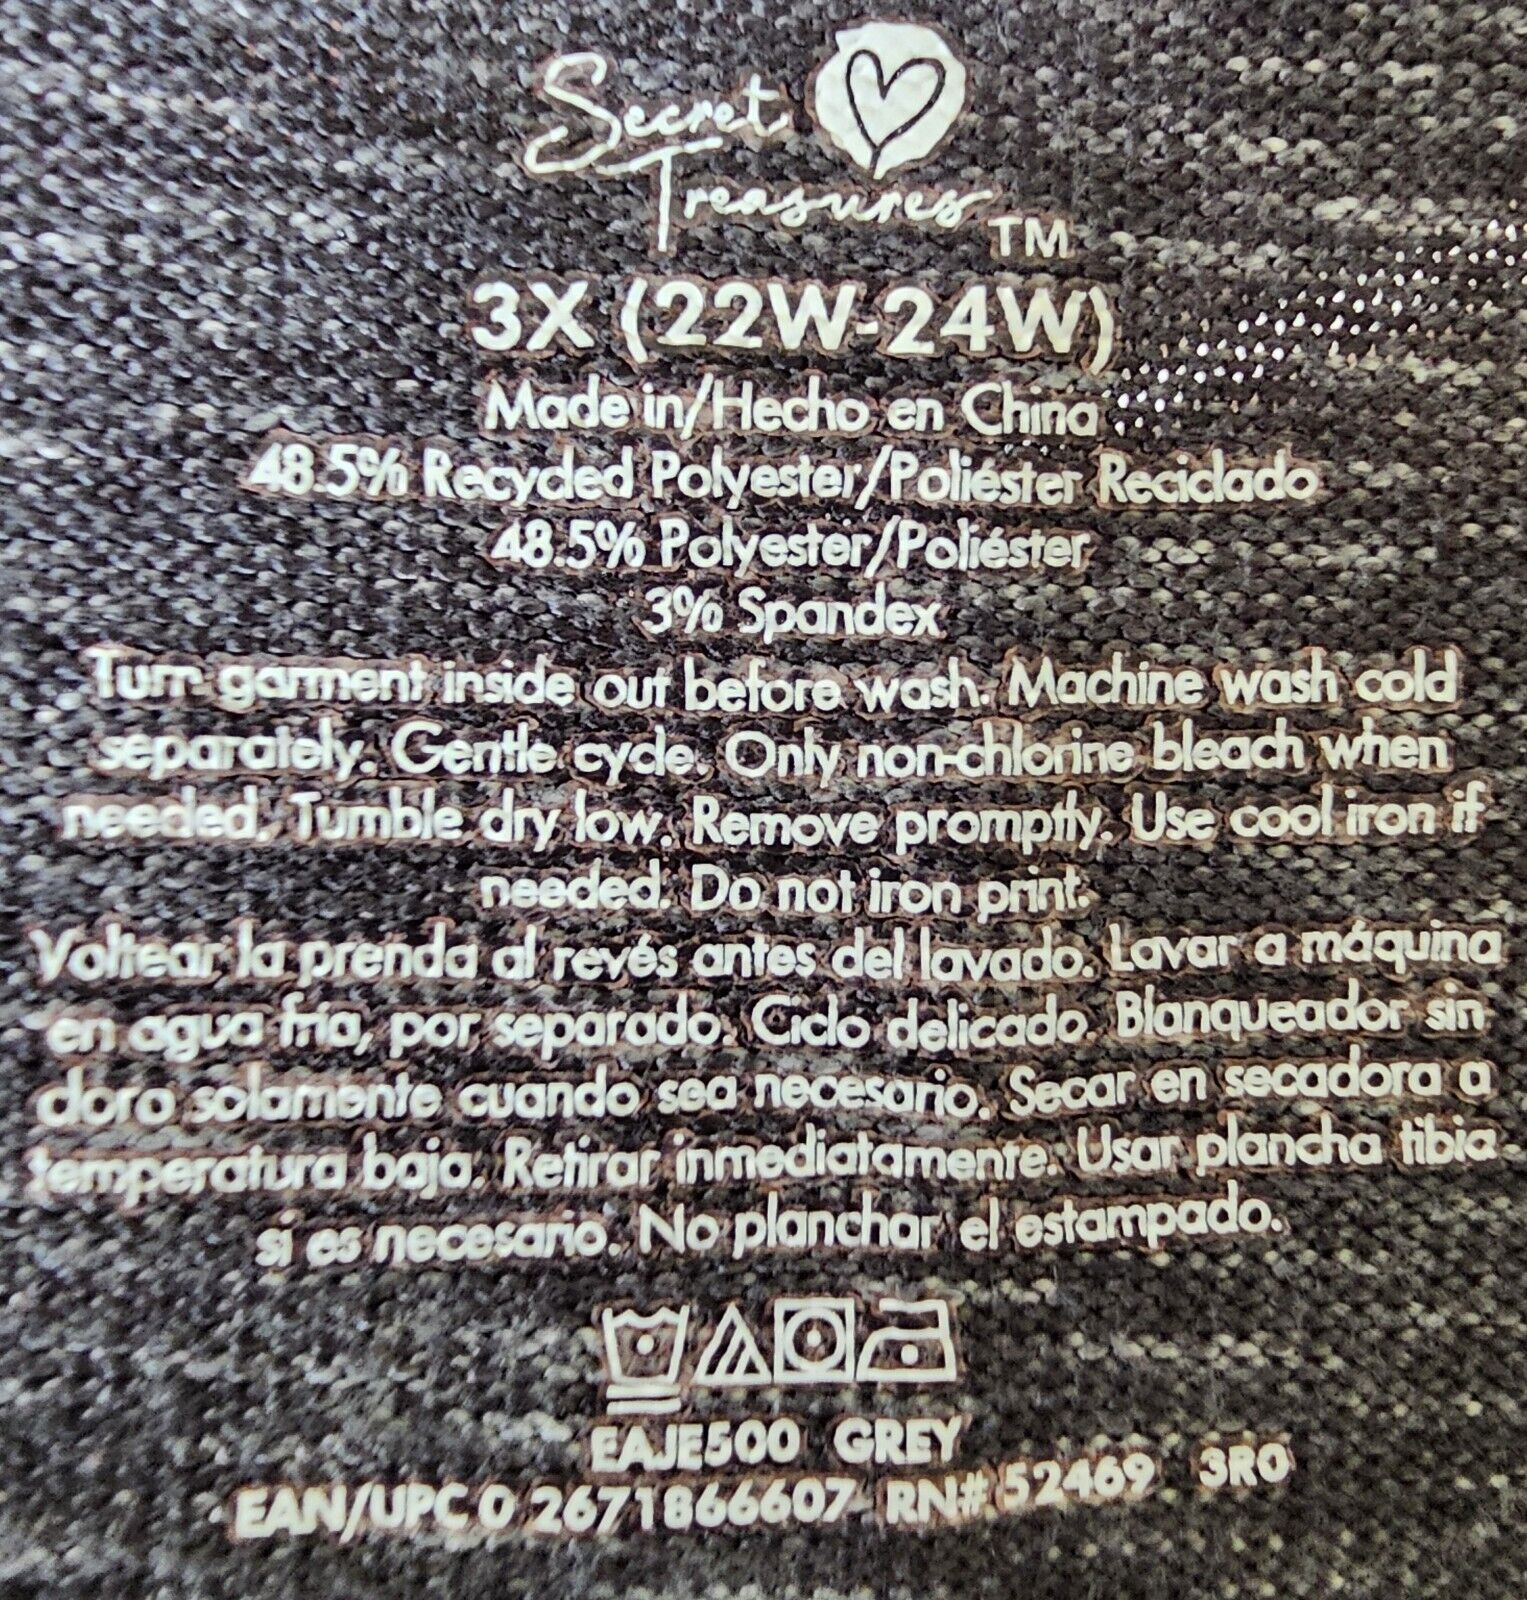 Secret
Treasures TM
3X (22W-24W)
Made in/Hecho en China
48.5% Recycled Polyester/Poliéster Reciclado
48.5% Polyester/Poliéster
3% Spandex
Turn garment inside out before wash. Machine wash cold
separately. Gentle cycle. Only non-chlorine bleach when
needed. Tumble dry low. Remove promptly. Use cool iron if
needed. Do not iron print.
Voltear la prenda al revés antes del lavado. Lavar a máquina
en agua fria, por separado. Ciclo delicado. Blanqueador sin
cloro solamente cuando sea necesario. Secar en secadora a
temperatura baja. Retirar inmediatamente. Usar plancha tibia
si es necesario. No planchar el estampado.
EAJE500 GREY
EAN/UPC 0 2671866607 RN# 52469 3R0